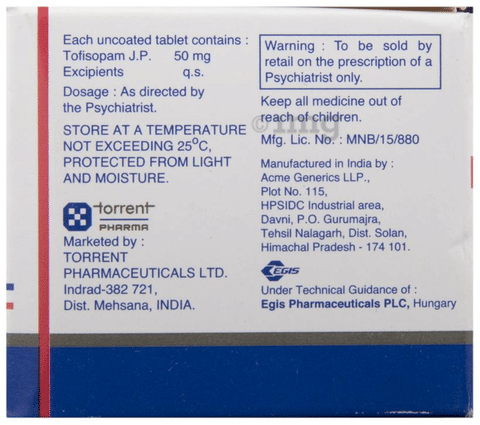 Each uncoated tablet contains :
Tofisopam J.P. 50 mg
Excipients q.s.
Dosage : As directed by
the Psychiatrist.
STORE AT A TEMPERATURE
NOT EXCEEDING 25°C,
PROTECTED FROM LIGHT
AND MOISTURE.
torrent
PHARMA
Marketed by :
TORRENT
PHARMACEUTICALS LTD.
Indrad-382 721,
Dist. Mehsana, INDIA.
Warning : To be sold by
retail on the prescription of a
Psychiatrist only.
Keep all medicine out of
reach of children.
© 1mg
Mfg. Lic. No. : MNB/15/880
Manufactured in India by :
Acme Generics LLP.,
Plot No. 115,
HPSIDC Industrial area,
Davni, P.O. Gurumajra,
Tehsil Nalagarh, Dist. Solan,
Himachal Pradesh - 174 101.
EGIS
Under Technical Guidance of :
Egis Pharmaceuticals PLC, Hungary